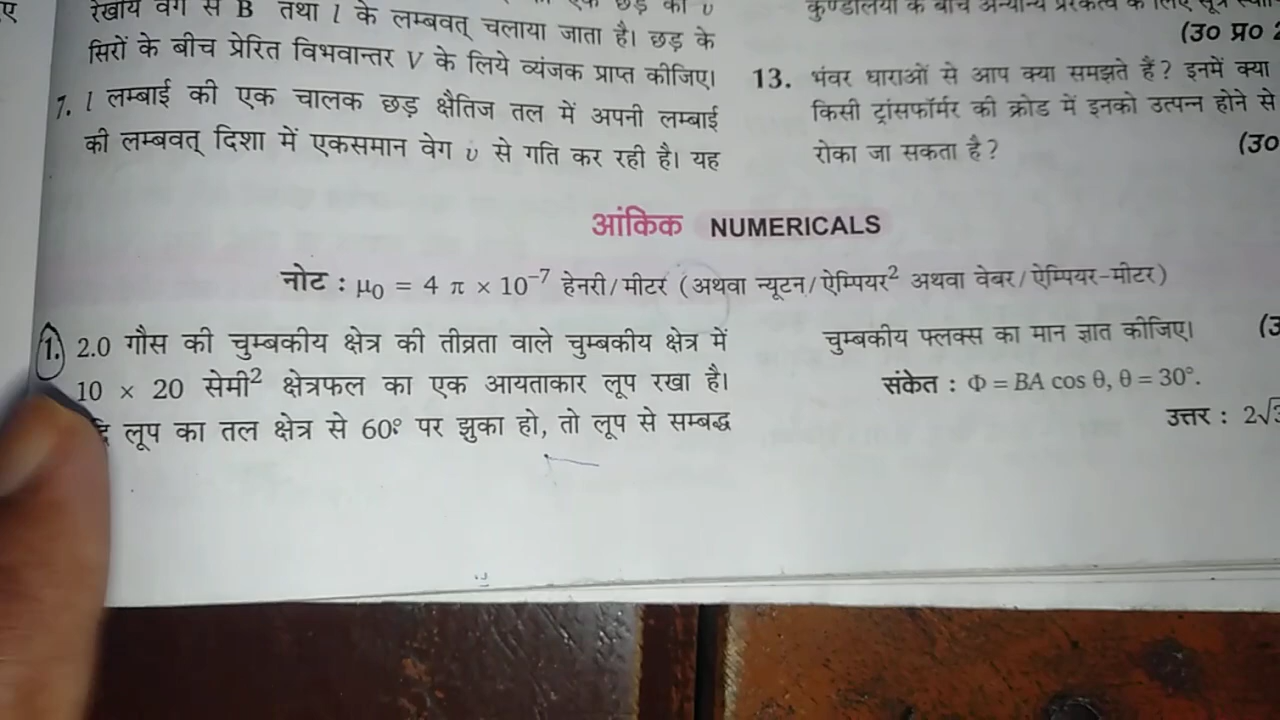 रेखीय वेग से B तथा l के लम्बवत् चलाया जाता है। छड़ के
सिरों के बीच प्रेरित विभवान्तर V के लिये व्यंजक प्राप्त कीजिए।
7. l लम्बाई की एक चालक छड़ क्षैतिज तल में अपनी लम्बाई
की लम्बवत् दिशा में एकसमान वेग υ से गति कर रही है। यह
(उ० प्र० 2
13. भंवर धाराओं से आप क्या समझते हैं? इनमें क्या
किसी ट्रांसफॉर्मर की क्रोड में इनको उत्पन्न होने से
रोका जा सकता है?
(उ०
आंकिक NUMERICALS
नोट : μ₀ = 4 π × 10⁻⁷ हेनरी/मीटर (अथवा न्यूटन/ऐम्पियर² अथवा वेबर/ऐम्पियर-मीटर)
1. 2.0 गौस की चुम्बकीय क्षेत्र की तीव्रता वाले चुम्बकीय क्षेत्र में
10 × 20 सेमी² क्षेत्रफल का एक आयताकार लूप रखा है।
लूप का तल क्षेत्र से 60° पर झुका हो, तो लूप से सम्बद्ध
चुम्बकीय फ्लक्स का मान ज्ञात कीजिए।
संकेत : Φ = BA cos θ, θ = 30°.
उत्तर : 2√3